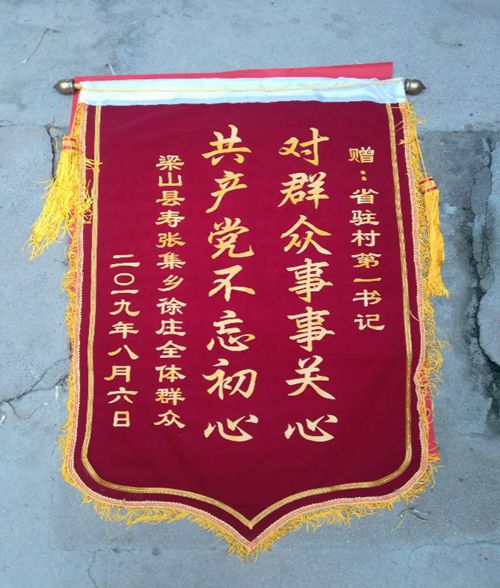 赠：省驻村第一书记
对群众事事关心
共产党不忘初心
梁山县寿张集乡徐庄全体群众
二〇一九年八月六日